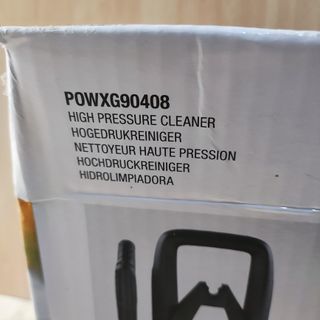 POWXG90408
HIGH PRESSURE CLEANER
HOGEDRUKREINIGER
NETTOYEUR HAUTE PRESSION
HOCHDRUCKREINIGER
HIDROLIMPIADORA